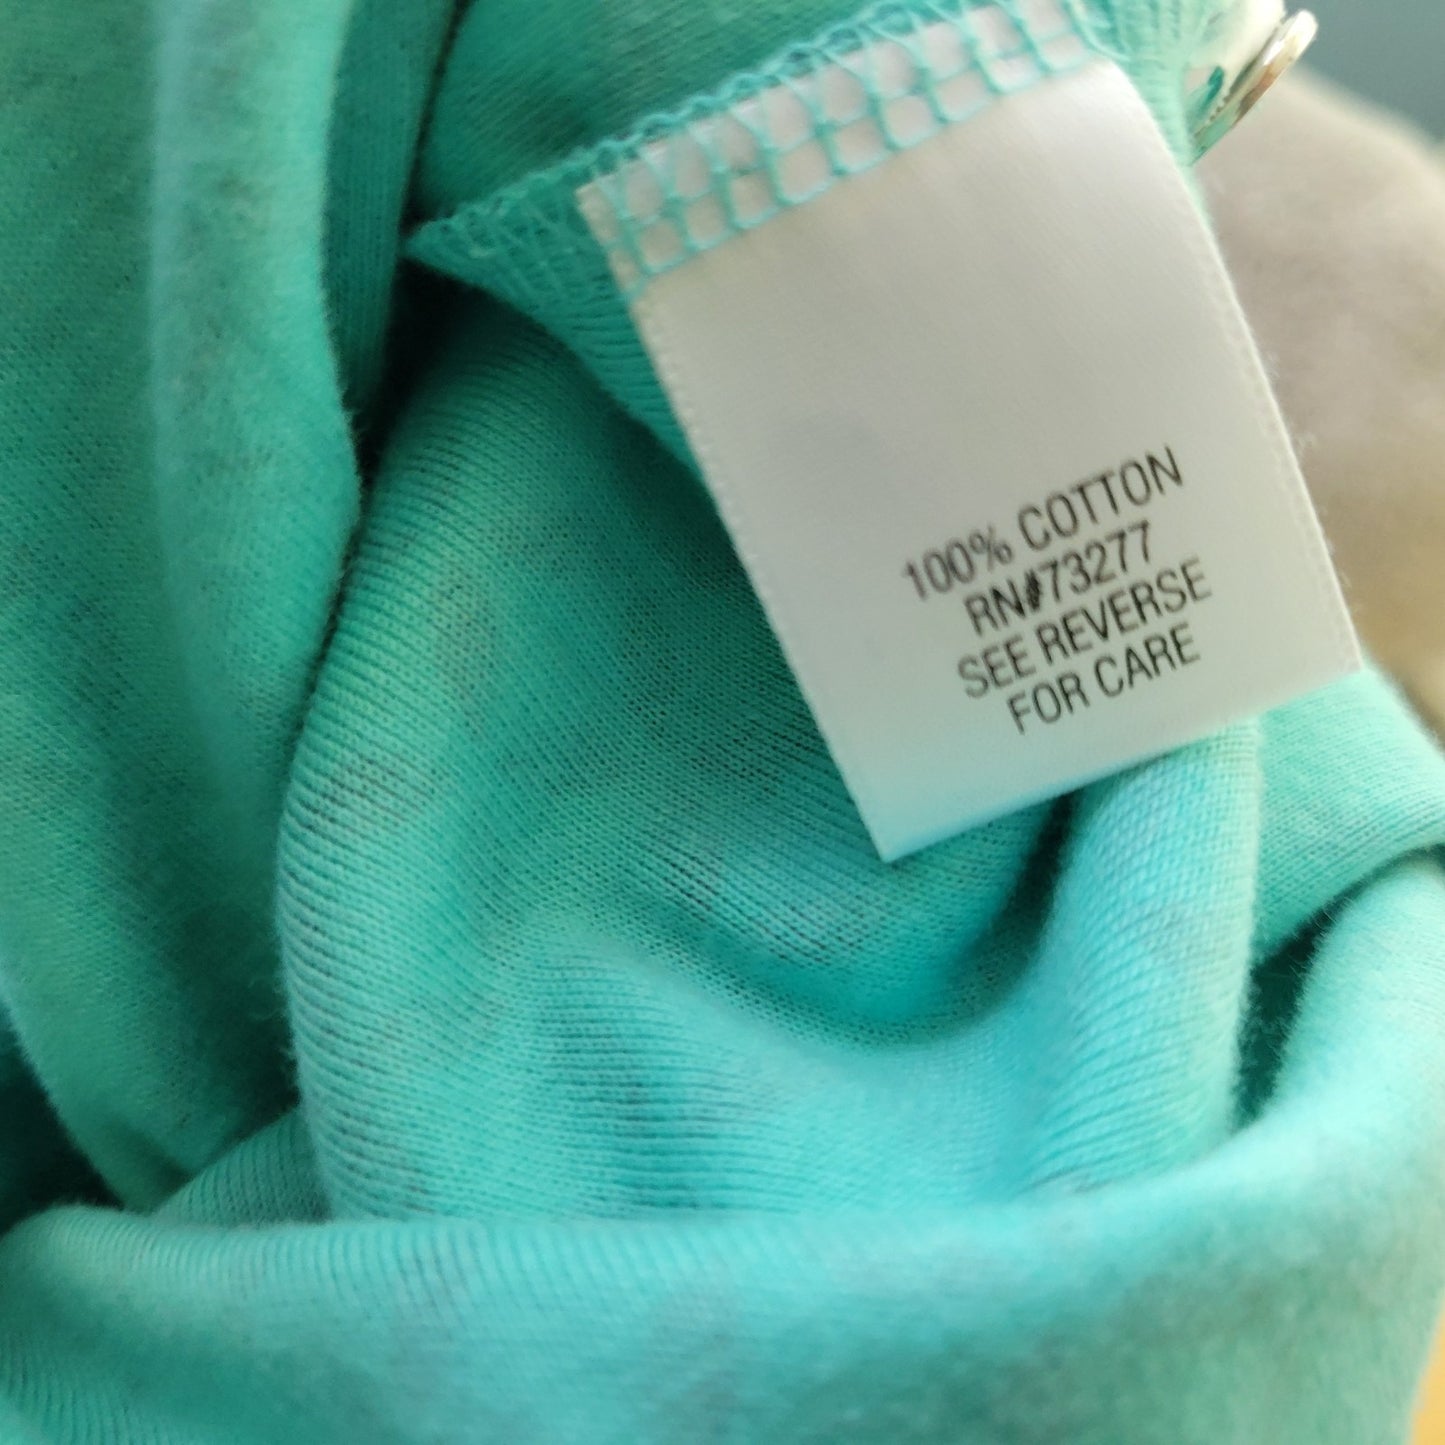 100% COTTON
RN#73277
SEE REVERSE
FOR CARE